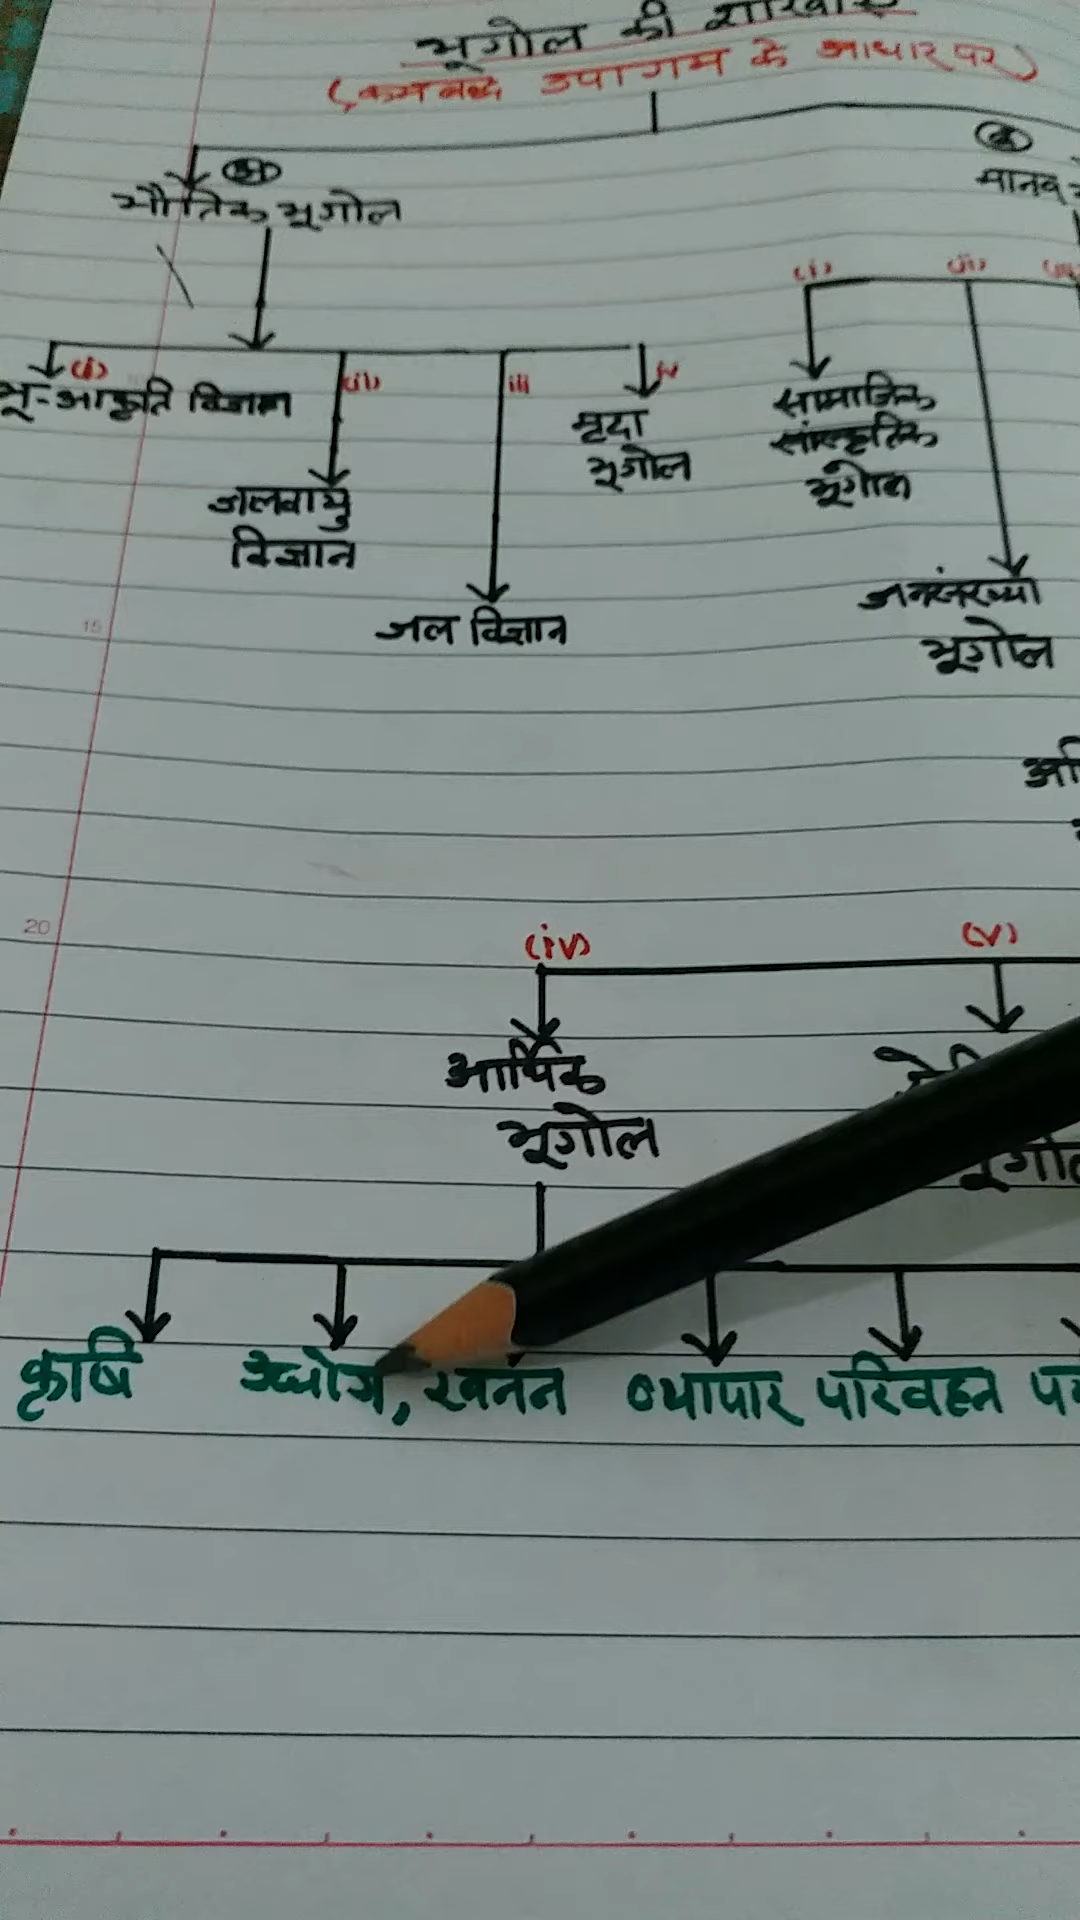 भूगोल की शाखाएँ
(क्रमबद्ध उपागम के आधार पर)
भौतिक भूगोल
मानव
(i)
(ii)
(i)
(ii)
iii
iv
भू-आकृति विज्ञान
मृदा
भूगोल
सामाजिक
सांस्कृतिक
भूगोल
जलवायु
विज्ञान
जल विज्ञान
जनसंख्या
भूगोल
15
20
(iv)
(v)
आर्थिक
भूगोल
कृषि
उद्योग,
खनन
व्यापार
परिवहन